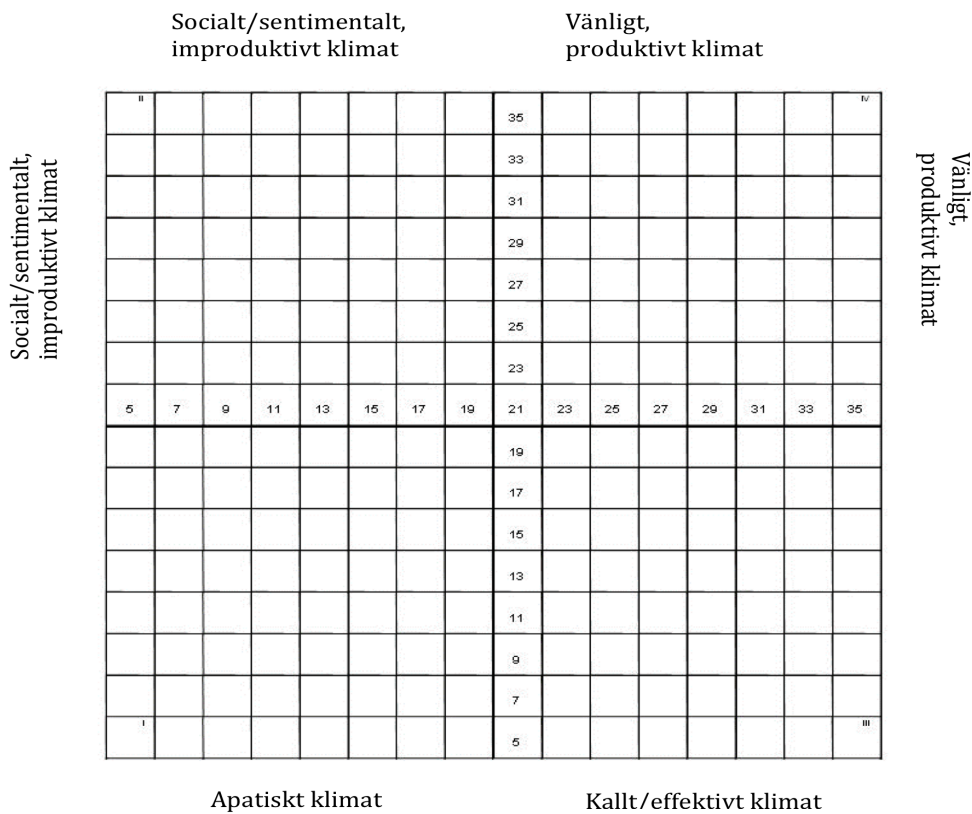 Socialt/sentimentalt,
improduktivt klimat
Vänligt,
produktivt klimat
Socialt/sentimentalt,
improduktivt klimat
Vänligt,
produktivt klimat
II
IV
35
33
31
29
27
25
23
5 7 9 11 13 15 17 19 21 23 25 27 29 31 33 35
19
17
15
13
11
9
7
5
I
III
Apatiskt klimat
Kallt/effektivt klimat